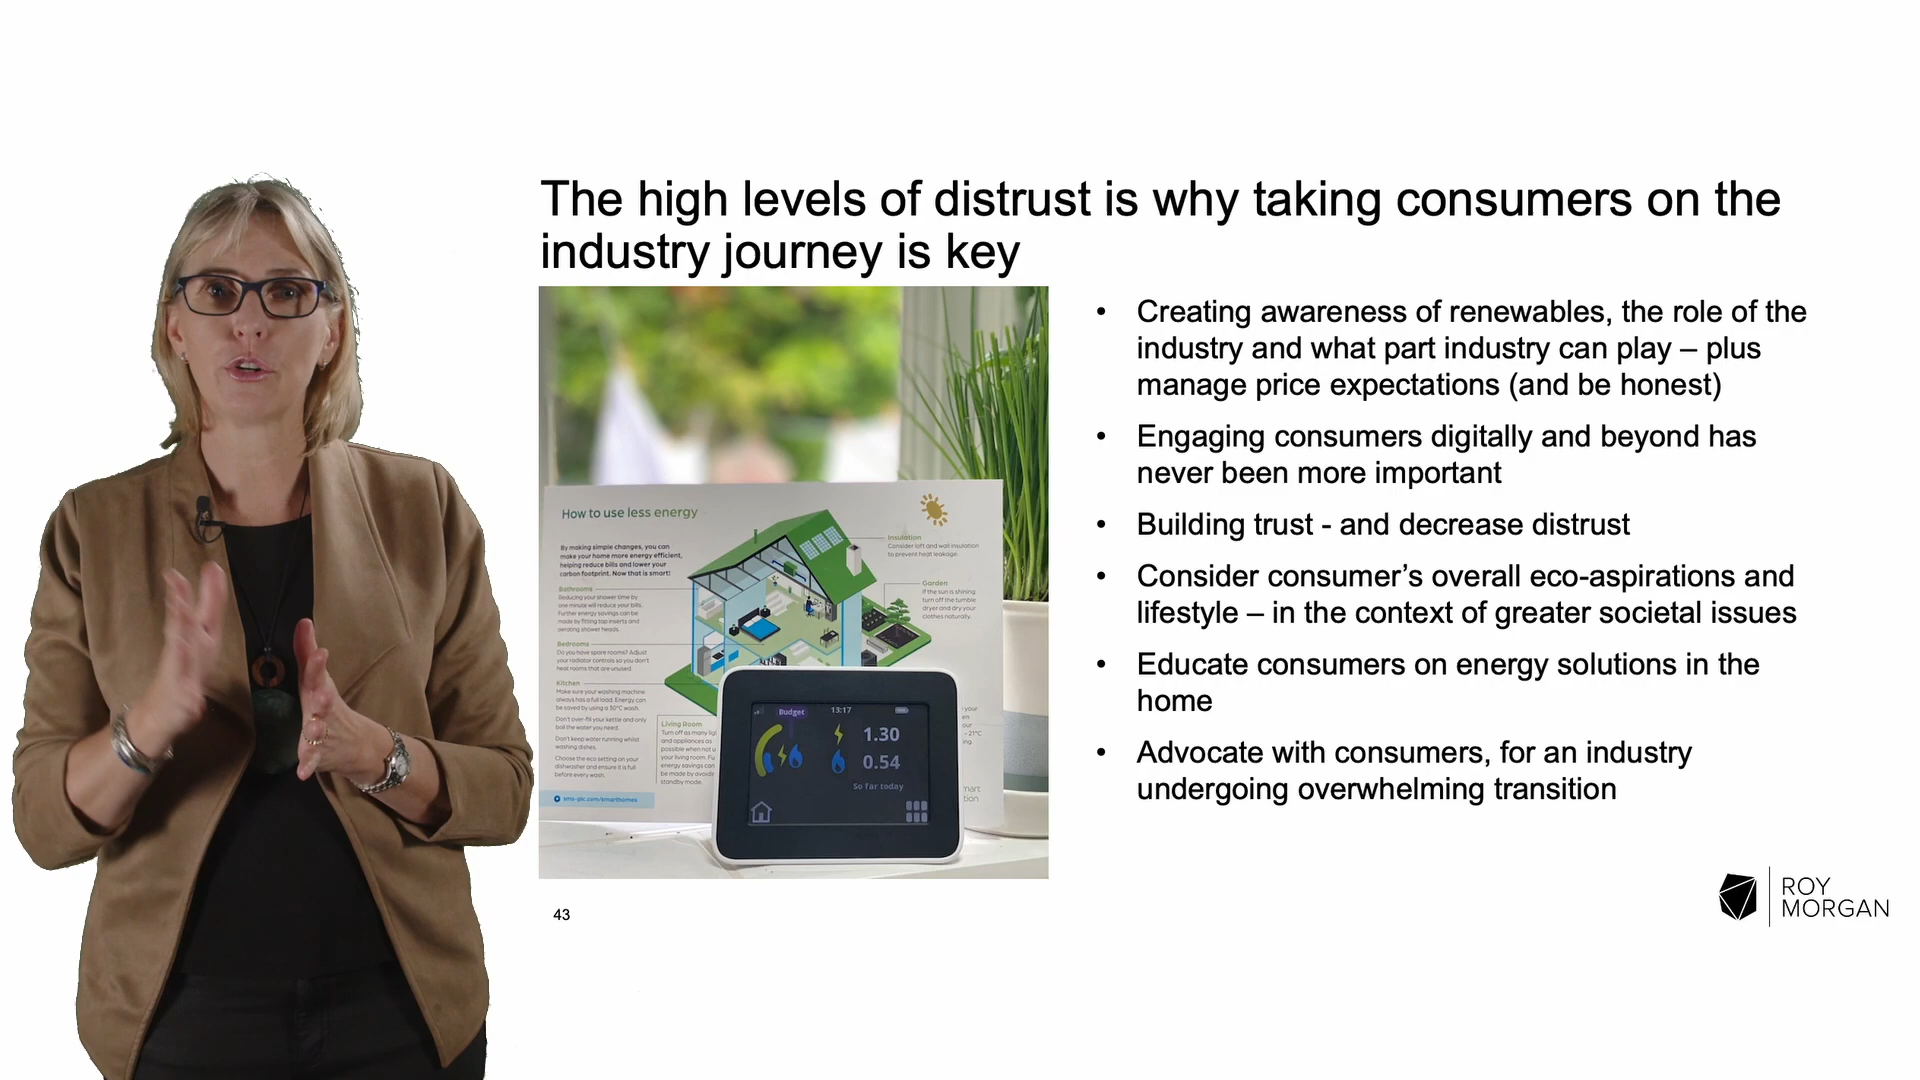 The high levels of distrust is why taking consumers on the
industry journey is key
How to use less energy
By making simple changes, you can
make your home more energy efficient,
helping reduce bills and lower your
carbon footprint. Now that is smart!
Bathrooms
Reducing your shower time by
one minute will reduce your bills.
Further energy savings can be
made by fitting tap inserts and
aerating shower heads.
Bedrooms
Do you have spare rooms? Adjust
your radiator controls so you don't
heat rooms that are unused.
Kitchen
Make sure your washing machine
always has a full load. Energy can
be saved by using a 30°C wash.
Don't over-fill your kettle and only
boil the water you need.
Don't keep water running whilst
washing dishes.
Choose the eco setting on your
dishwasher and ensure it is full
before every wash.
Living Room
Turn off as many
and appliances as
possible when not
your living room.
energy savings can
be made by
standby mode.
sms-plc.com/smarthomes
Insulation
Consider loft and wall insulation
to prevent heat leakage.
Garden
If the sun is shining
turn off the tumble
dryer and dry your
clothes naturally.
Budget
13:17
1.30
0.54
So far today
• Creating awareness of renewables, the role of the
industry and what part industry can play – plus
manage price expectations (and be honest)
• Engaging consumers digitally and beyond has
never been more important
• Building trust - and decrease distrust
• Consider consumer’s overall eco-aspirations and
lifestyle – in the context of greater societal issues
• Educate consumers on energy solutions in the
home
• Advocate with consumers, for an industry
undergoing overwhelming transition
43
ROY
MORGAN